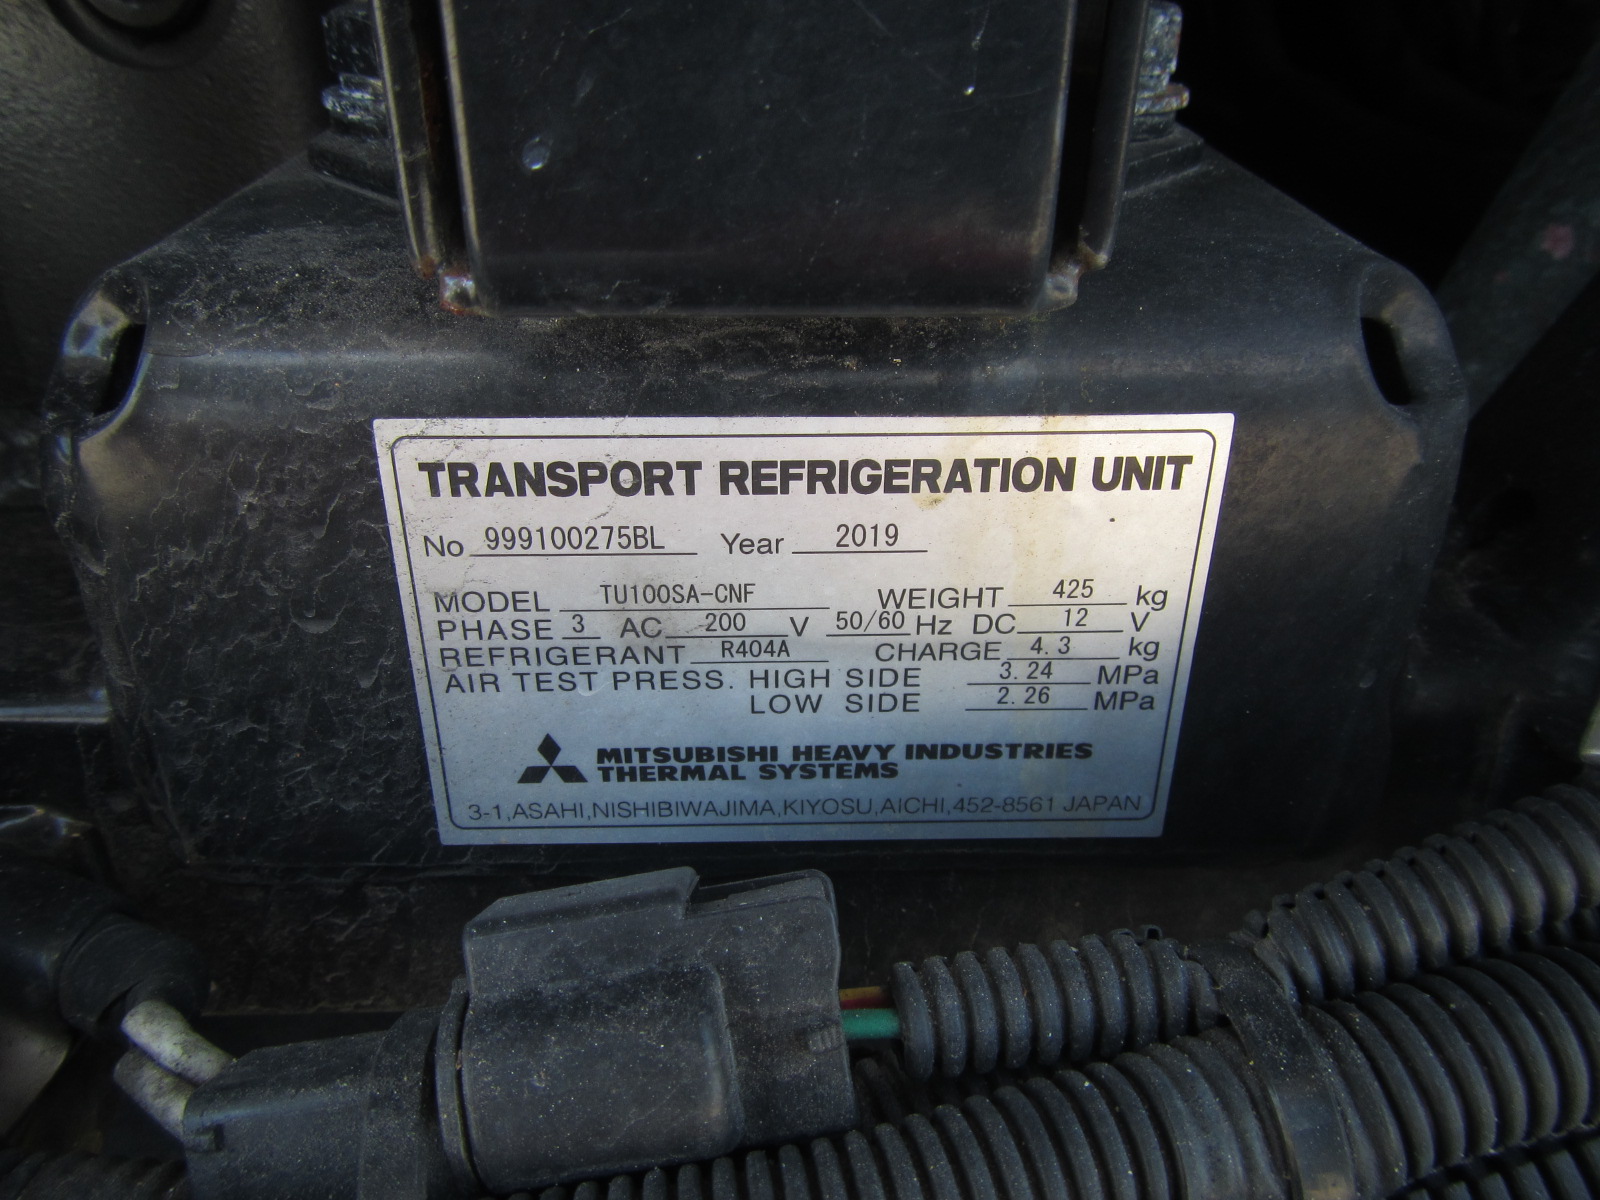 TRANSPORT REFRIGERATION UNIT
No 999100275BL Year 2019
MODEL TU100SA-CNF WEIGHT 425 kg
PHASE 3 AC 200 V 50/60 Hz DC 12 V
REFRIGERANT R404A CHARGE 4.3 kg
AIR TEST PRESS. HIGH SIDE 3.24 MPa
LOW SIDE 2.26 MPa
MITSUBISHI HEAVY INDUSTRIES
THERMAL SYSTEMS
3-1,ASAHI,NISHIBIWAJIMA,KIYOSU,AICHI,452-8561 JAPAN